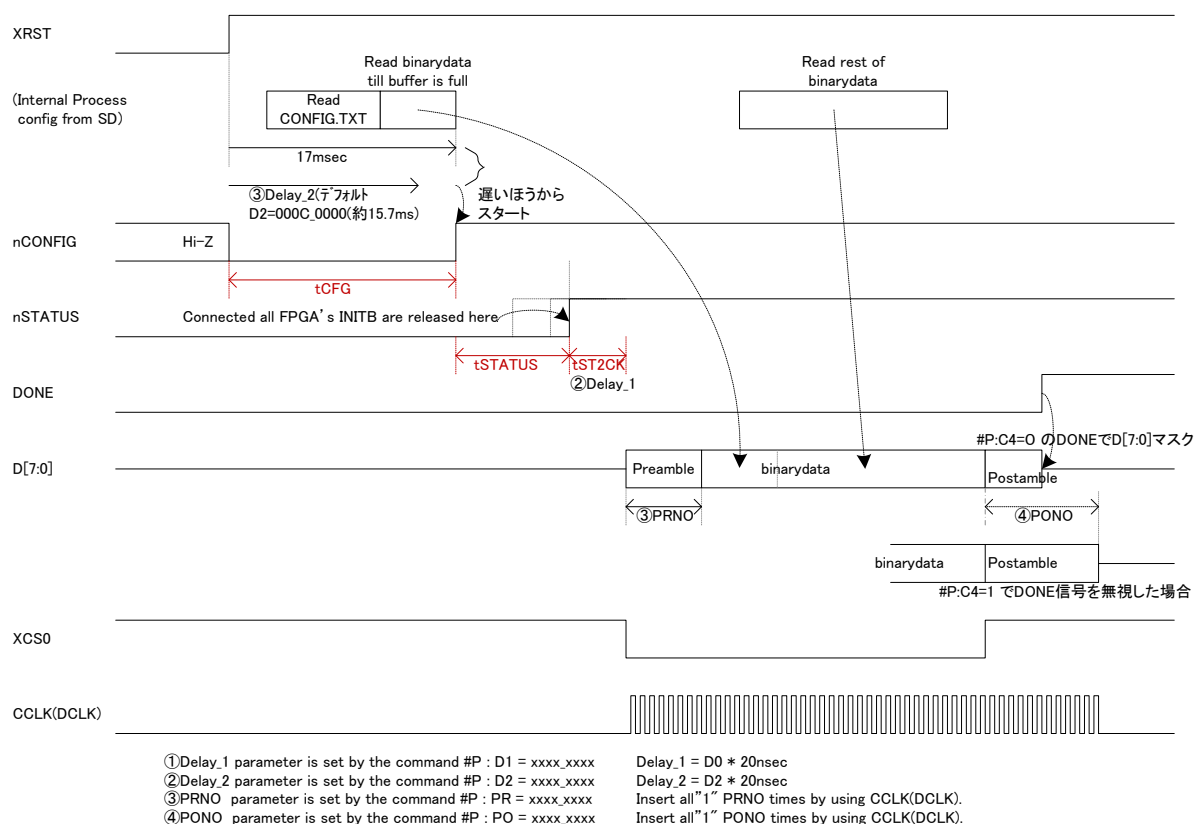 XRST
Read binarydata
till buffer is full
Read rest of
binarydata
(Internal Process
config from SD)
Read
CONFIG.TXT
17msec
③Delay_2(デフォルト
D2=000C_0000(約15.7ms)
遅いほうから
スタート
nCONFIG
Hi-Z
tCFG
nSTATUS
Connected all FPGA's INITB are released here
tSTATUS
tST2CK
②Delay_1
DONE
#P:C4=0 のDONEでD[7:0]マスク
D[7:0]
Preamble
binarydata
Postamble
③PRNO
④PONO
binarydata
Postamble
#P:C4=1 でDONE信号を無視した場合
XCS0
CCLK(DCLK)
①Delay_1 parameter is set by the command #P : D1 = xxxx_xxxx Delay_1 = D0 * 20nsec
②Delay_2 parameter is set by the command #P : D2 = xxxx_xxxx Delay_2 = D2 * 20nsec
③PRNO parameter is set by the command #P : PR = xxxx_xxxx Insert all"1" PRNO times by using CCLK(DCLK).
④PONO parameter is set by the command #P : PO = xxxx_xxxx Insert all"1" PONO times by using CCLK(DCLK).